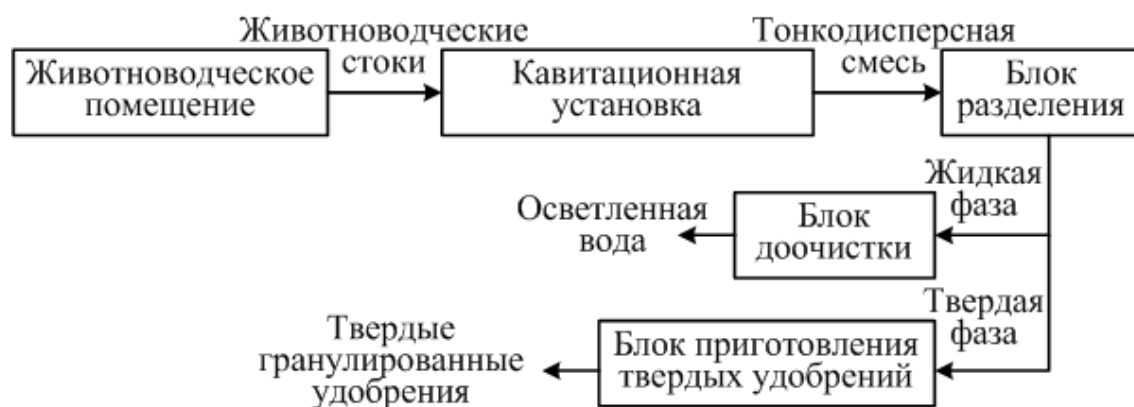 Животноводческие
стоки
Тонкодисперсная
смесь
Животноводческое
помещение
Кавитационная
установка
Блок
разделения
Жидкая
фаза
Осветленная
вода
Блок
доочистки
Твердая
фаза
Твердые
гранулированные
удобрения
Блок приготовления
твердых удобрений